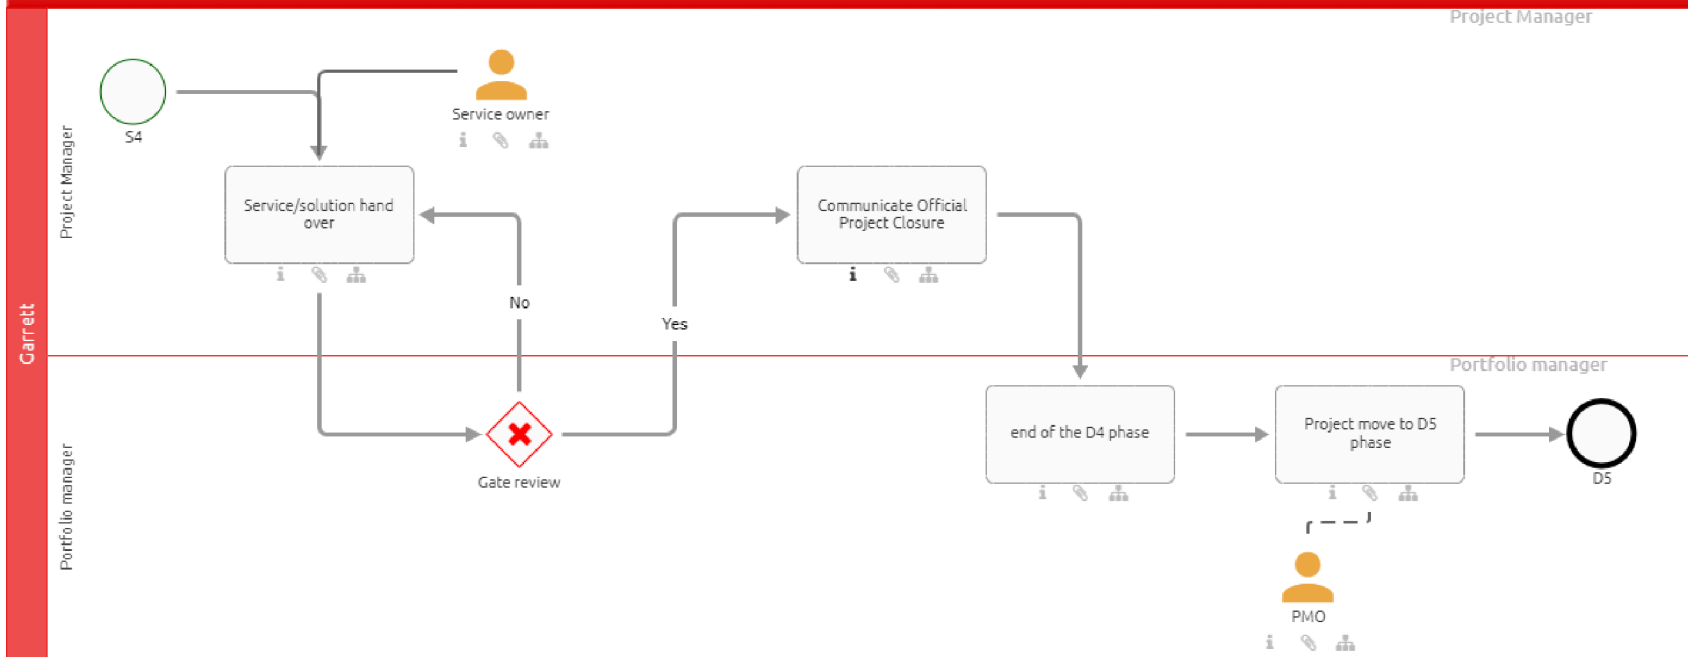 Project Manager
Garrett
Project Manager
S4
Service owner
Service/solution hand
over
Communicate Official
Project Closure
No
Yes
Portfolio manager
Portfolio manager
Gate review
end of the D4 phase
Project move to D5
phase
D5
PMO